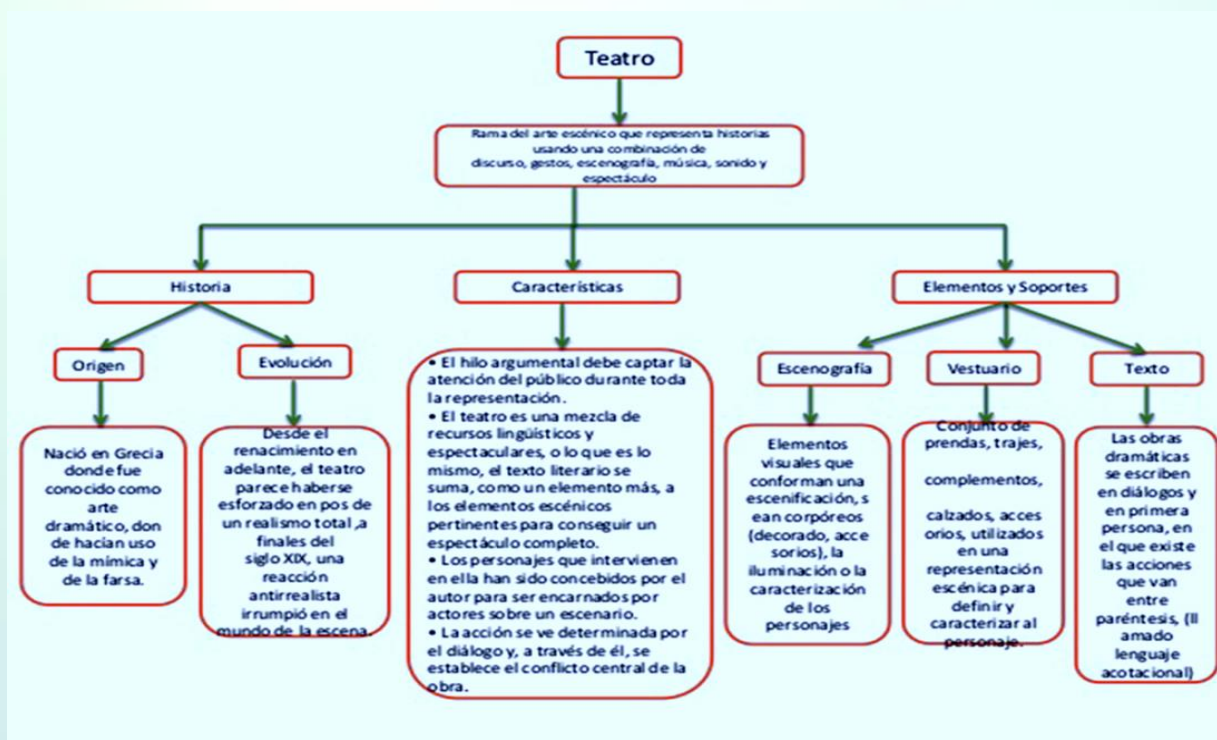 Teatro
Rama del arte escénico que representa historias
usando una combinación de
discurso, gestos, escenografía, música, sonido y
espectáculo
Historia
Características
Elementos y Soportes
Origen
Evolución
Nació en Grecia
donde fue
conocido como
arte
dramático, don
de hacían uso
de la mímica y
de la farsa.
Desde el
renacimiento en
adelante, el teatro
parece haberse
esforzado en pos de
un realismo total ,a
finales del
siglo XIX, una
reacción
antirrealista
irrumpió en el
mundo de la escena.
• El hilo argumental debe captar la
atención del público durante toda
la representación.
• El teatro es una mezcla de
recursos lingüísticos y
espectaculares, o lo que es lo
mismo, el texto literario se
suma, como un elemento más, a
los elementos escénicos
pertinentes para conseguir un
espectáculo completo.
• Los personajes que intervienen
en ella han sido concebidos por el
autor para ser encarnados por
actores sobre un escenario.
• La acción se ve determinada por
el diálogo y, a través de él, se
establece el conflicto central de la
obra.
Escenografía
Vestuario
Texto
Elementos
visuales que
conforman una
escenificación, s
ean corpóreos
(decorado, acce
sorios), la
iluminación o la
caracterización
de los
personajes
Conjunto de
prendas, trajes,
complementos,
calzados, acces
orios, utilizados
en una
representación
escénica para
definir y
caracterizar al
personaje.
Las obras
dramáticas
se escriben
en diálogos y
en primera
persona, en
el que existe
las acciones
que van
entre
paréntesis, (ll
amado
lenguaje
acotacional)